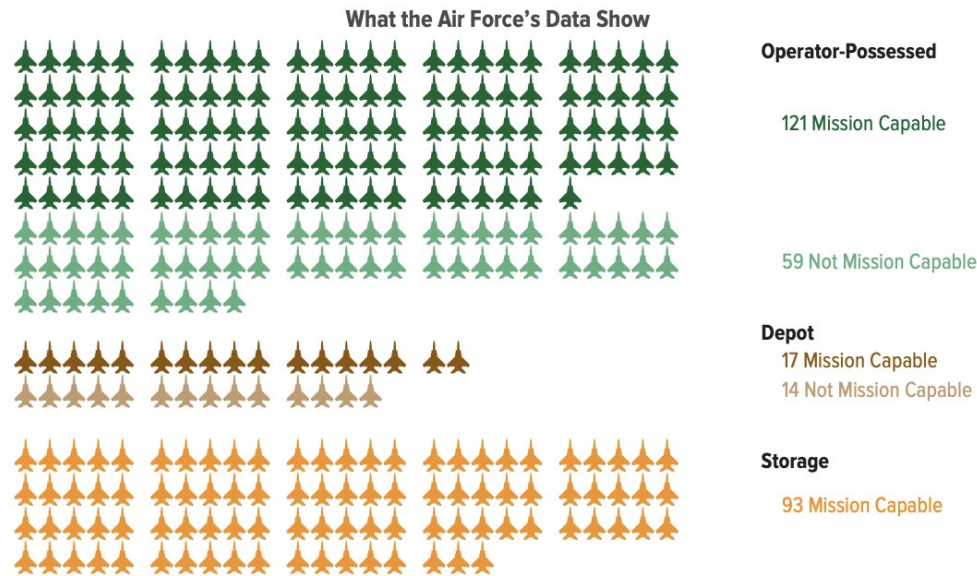 What the Air Force's Data Show
Operator-Possessed
121 Mission Capable
59 Not Mission Capable
Depot
17 Mission Capable
14 Not Mission Capable
Storage
93 Mission Capable